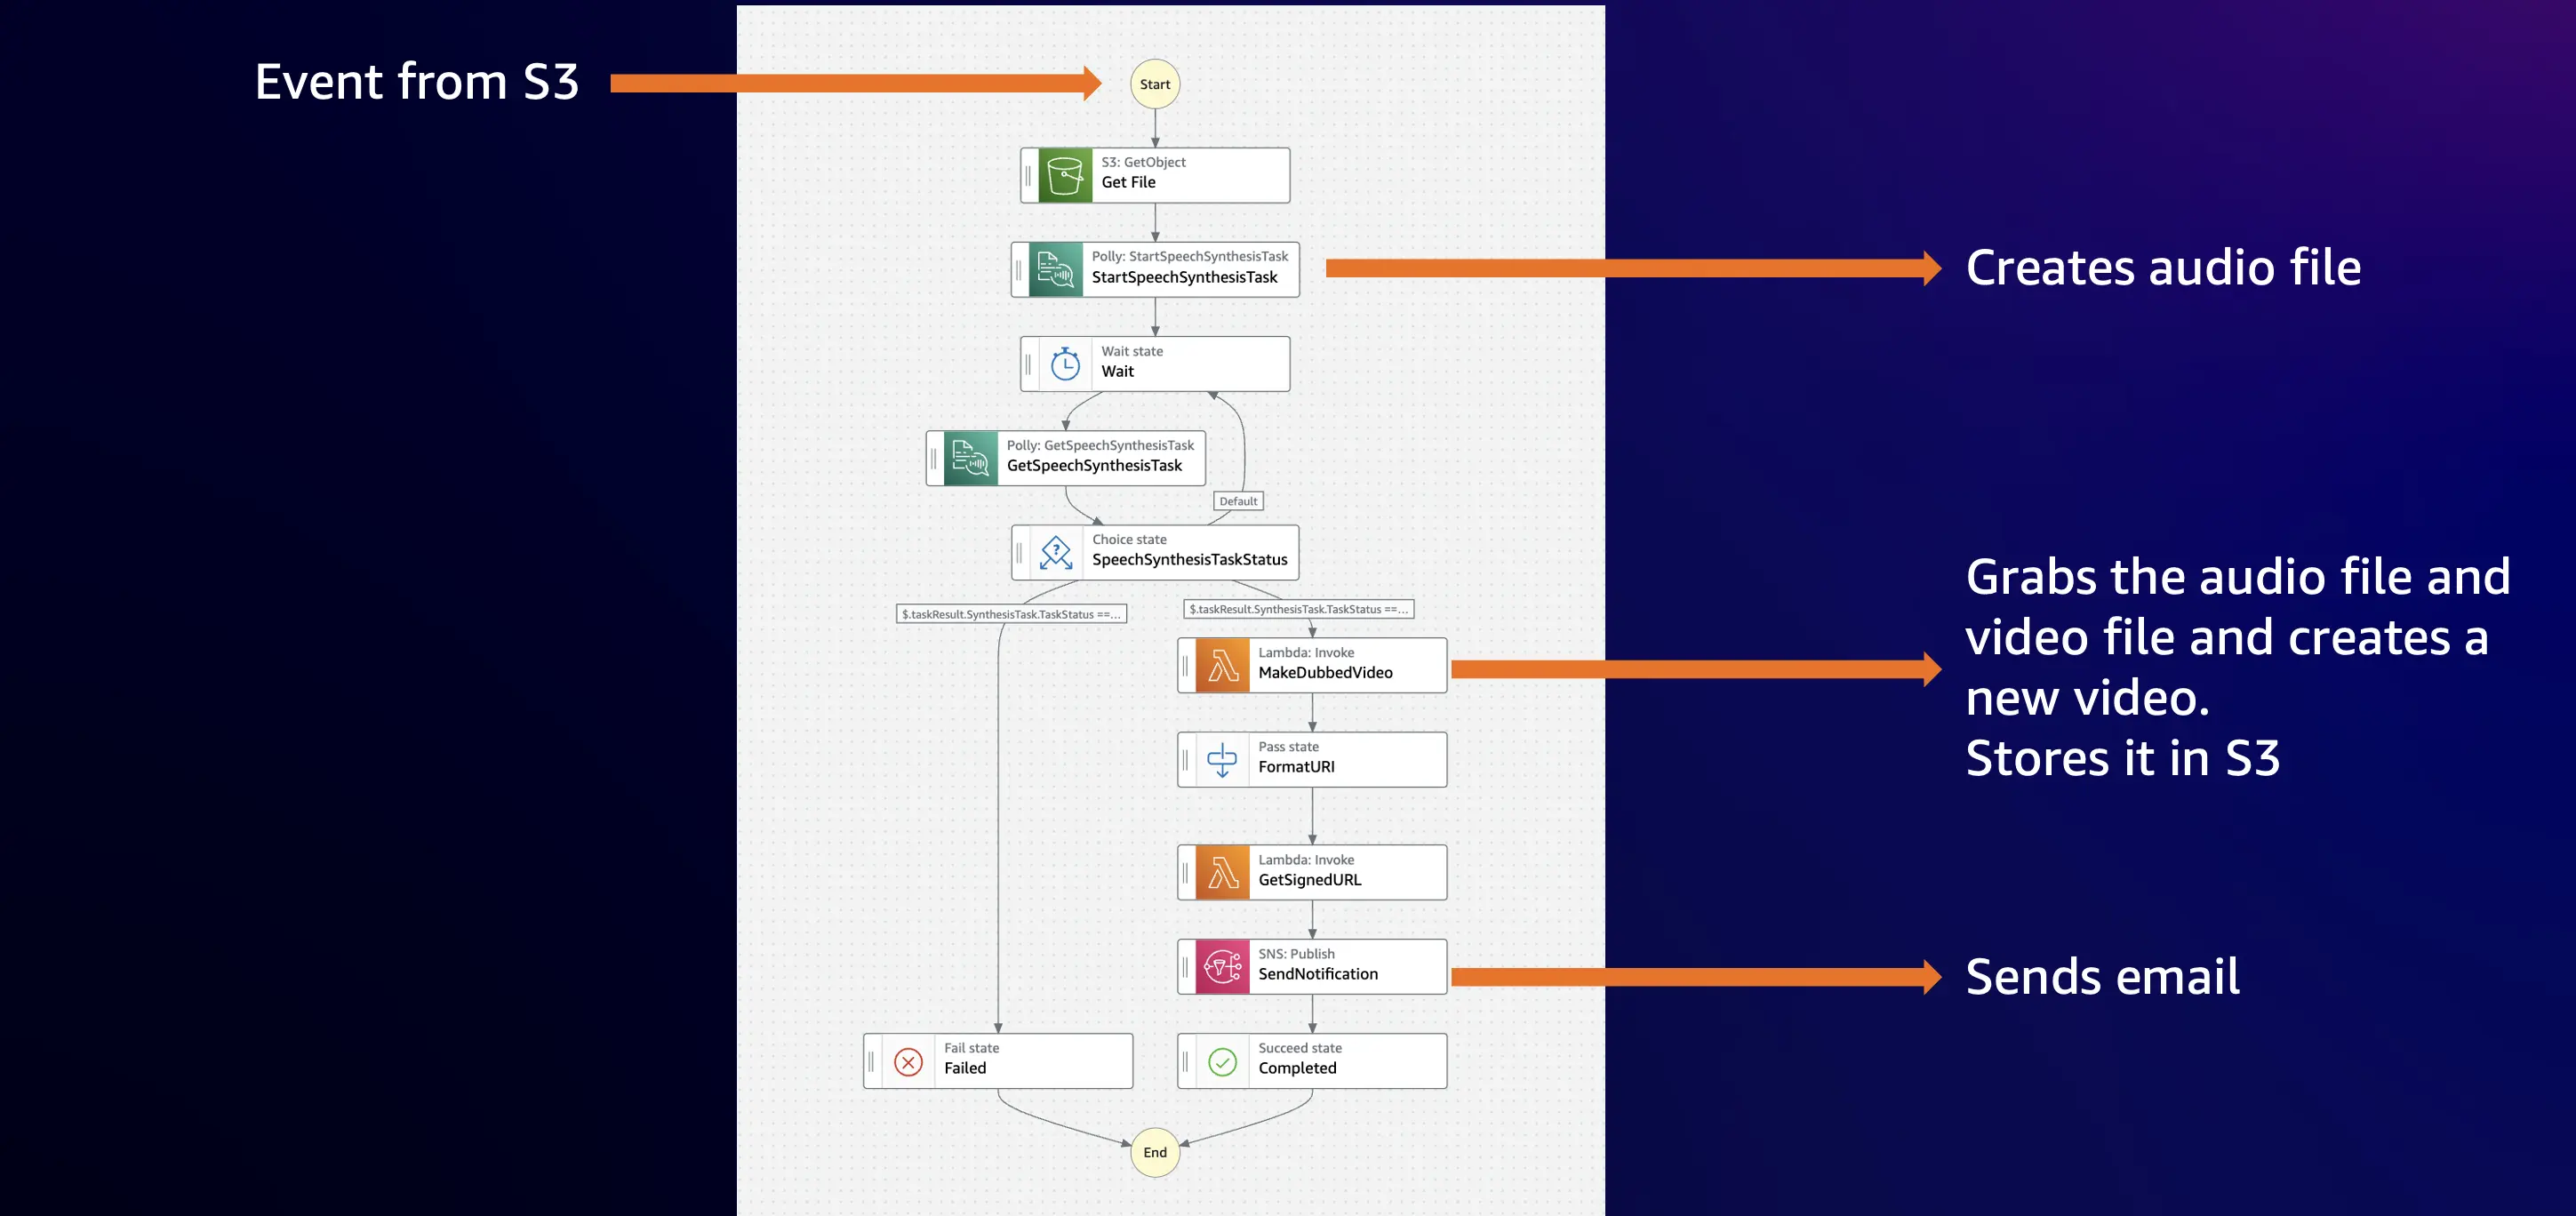 Event from S3
Start
S3: GetObject
Get File
Polly: StartSpeechSynthesisTask
StartSpeechSynthesisTask
Creates audio file
Wait state
Wait
Polly: GetSpeechSynthesisTask
GetSpeechSynthesisTask
Default
Choice state
SpeechSynthesisTaskStatus
$.taskResult.SynthesisTask.TaskStatus ==...
$.taskResult.SynthesisTask.TaskStatus ==...
Lambda: Invoke
MakeDubbedVideo
Grabs the audio file and
video file and creates a
new video.
Stores it in S3
Pass state
FormatURI
Lambda: Invoke
GetSignedURL
SNS: Publish
SendNotification
Sends email
Fail state
Failed
Succeed state
Completed
End